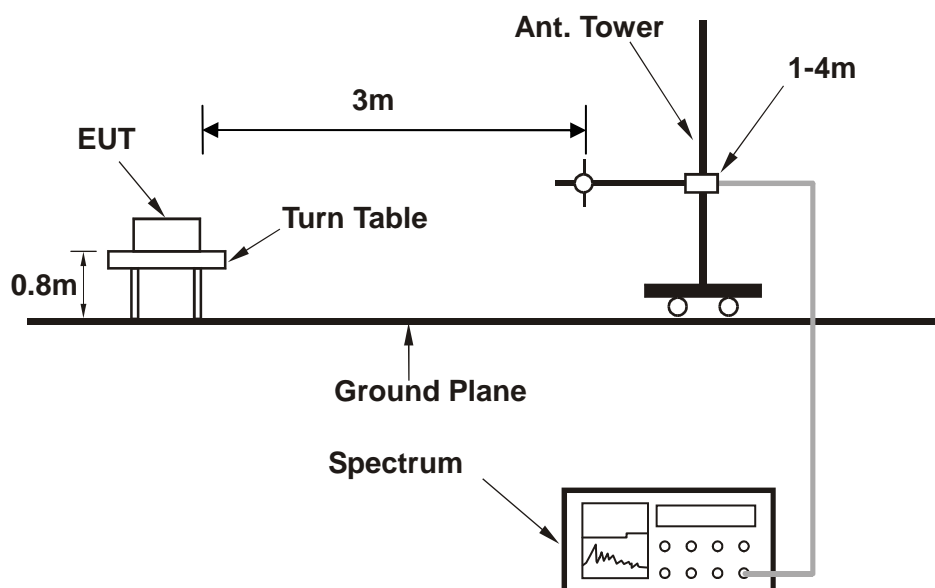 Ant. Tower
1-4m
3m
EUT
Turn Table
0.8m
Ground Plane
Spectrum